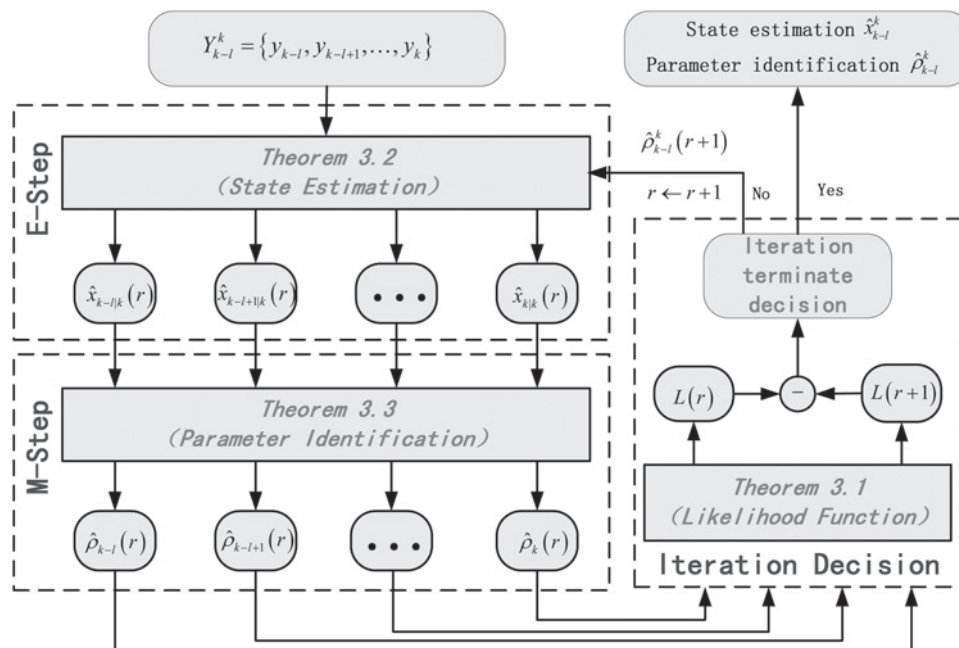 Y_{k-l}^{k} = {y_{k-l}, y_{k-l+1}, ..., y_k}
State estimation x̂_{k-l}^{k}
Parameter identification ρ̂_{k-l}^{k}
E-Step
Theorem 3.2
(State Estimation)
ρ̂_{k-l}^{k}(r+1)
r ← r+1
No
Yes
x̂_{k-l|k}(r)
x̂_{k-l+1|k}(r)
•••
x̂_{k|k}(r)
Iteration
terminate
decision
M-Step
Theorem 3.3
(Parameter Identification)
L(r)
−
L(r+1)
ρ̂_{k-l}(r)
ρ̂_{k-l+1}(r)
•••
ρ̂_k(r)
Theorem 3.1
(Likelihood Function)
Iteration Decision